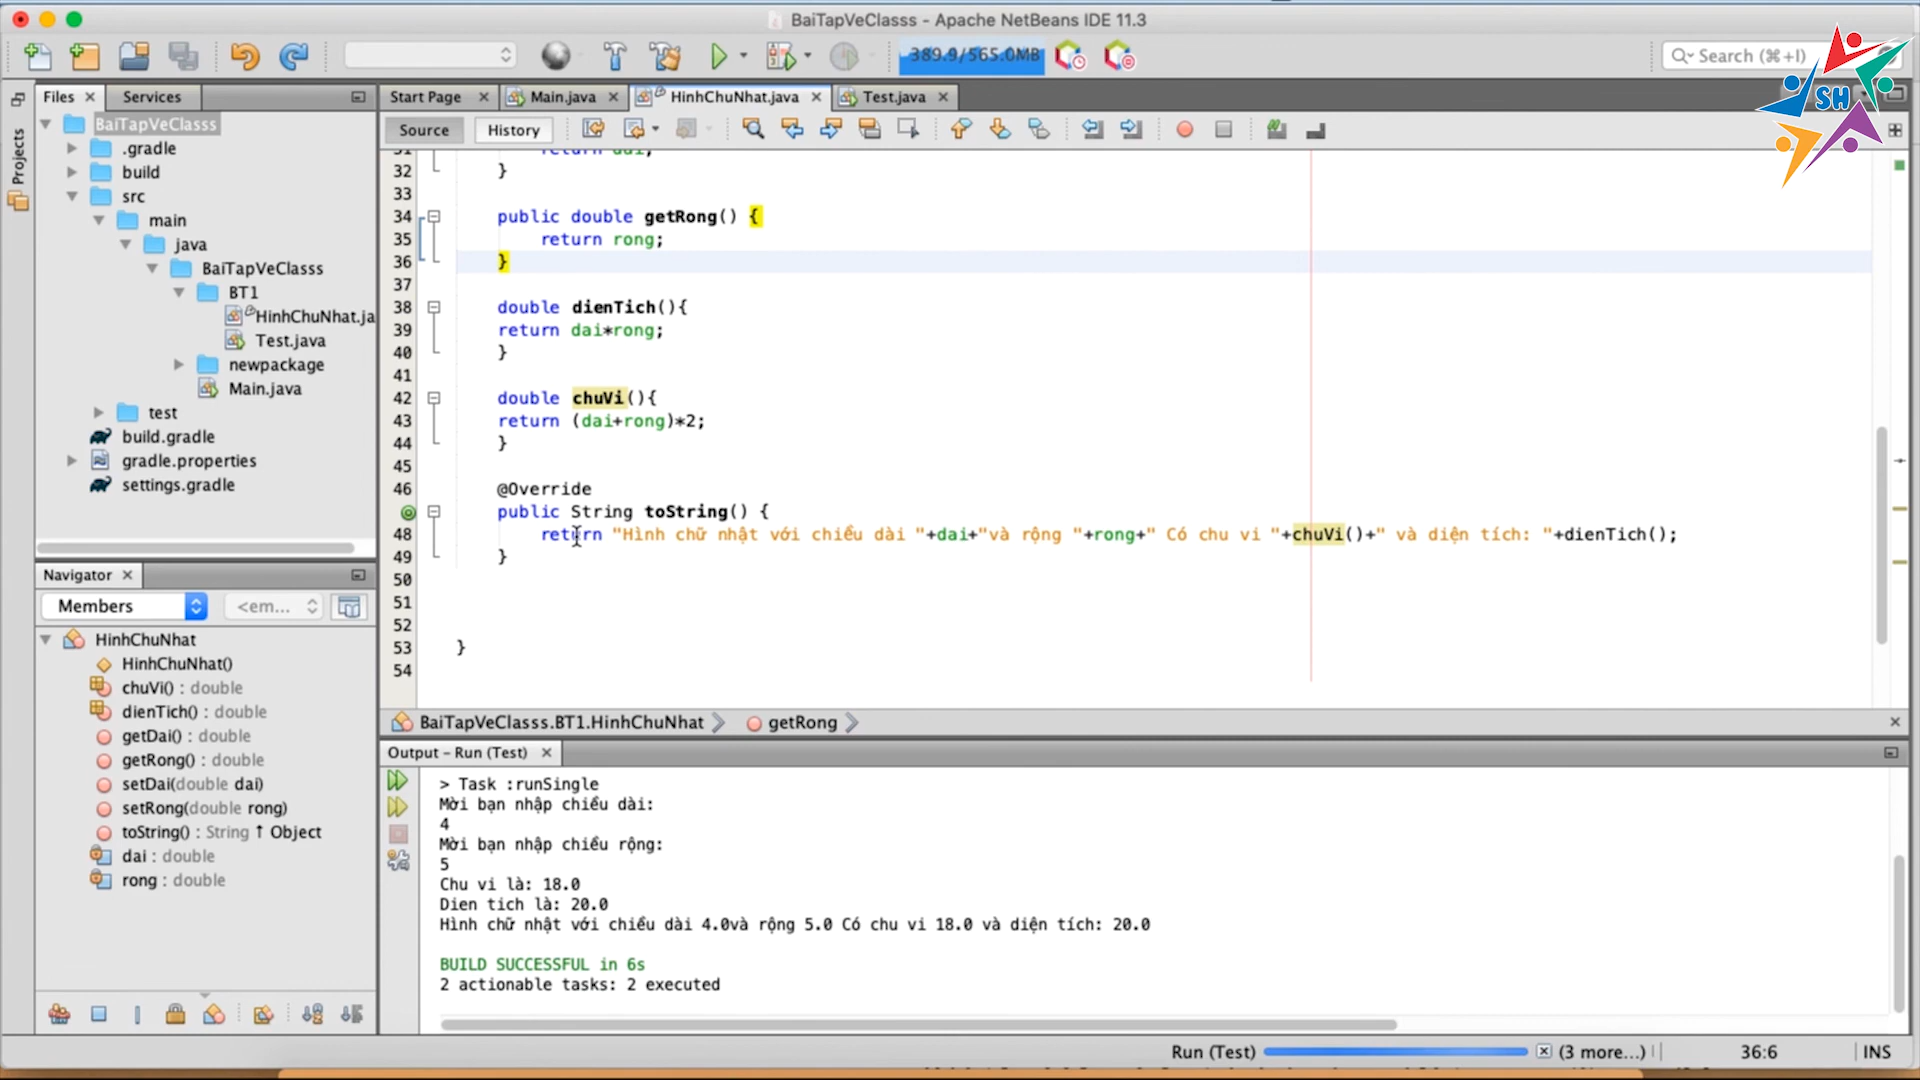 BaiTapVeClasss - Apache NetBeans IDE 11.3
389.9/565.0MB
Search (⌘+I)
SH
Files
Services
Start Page
Main.java
HinhChuNhat.java
Test.java
Projects
Source
History
BaiTapVeClasss
.gradle
build
src
main
java
BaiTapVeClasss
BT1
HinhChuNhat.ja
Test.java
newpackage
Main.java
test
build.gradle
gradle.properties
settings.gradle
31 return dai;
32 }
33
34 public double getRong() {
35 return rong;
36 }
37
38 double dienTich(){
39 return dai*rong;
40 }
41
42 double chuVi(){
43 return (dai+rong)*2;
44 }
45
46 @Override
public String toString() {
48 return "Hình chữ nhật với chiều dài "+dai+"và rộng "+rong+" Có chu vi "+chuVi()+" và diện tích: "+dienTich();
49 }
50
51
52
53 }
54
Navigator
Members
<em...
HinhChuNhat
HinhChuNhat()
chuVi() : double
dienTich() : double
getDai() : double
getRong() : double
setDai(double dai)
setRong(double rong)
toString() : String ↑ Object
dai : double
rong : double
BaiTapVeClasss.BT1.HinhChuNhat
getRong
Output - Run (Test)
> Task :runSingle
Mời bạn nhập chiều dài:
4
Mời bạn nhập chiều rộng:
5
Chu vi là: 18.0
Dien tich là: 20.0
Hình chữ nhật với chiều dài 4.0và rộng 5.0 Có chu vi 18.0 và diện tích: 20.0
BUILD SUCCESSFUL in 6s
2 actionable tasks: 2 executed
Run (Test)
(3 more...)
36:6
INS